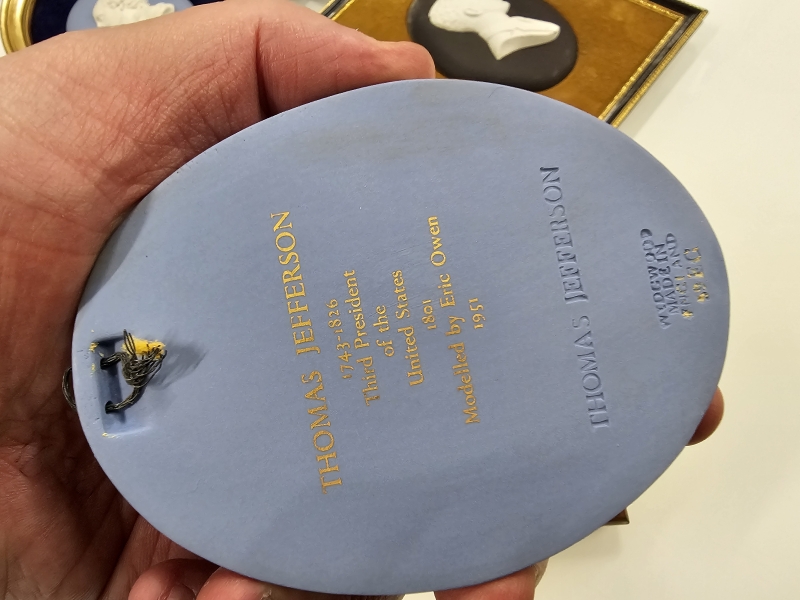 THOMAS JEFFERSON
1743-1826
Third President
of the
United States
1801
Modelled by Eric Owen
1951
THOMAS JEFFERSON
WEDGWOOD
MADE IN
ENGLAND